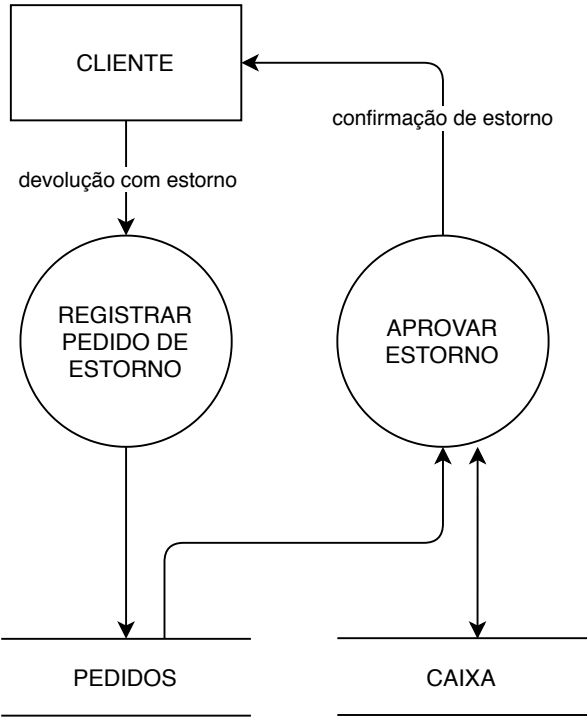 CLIENTE
confirmação de estorno
devolução com estorno
REGISTRAR
PEDIDO DE
ESTORNO
APROVAR
ESTORNO
PEDIDOS
CAIXA